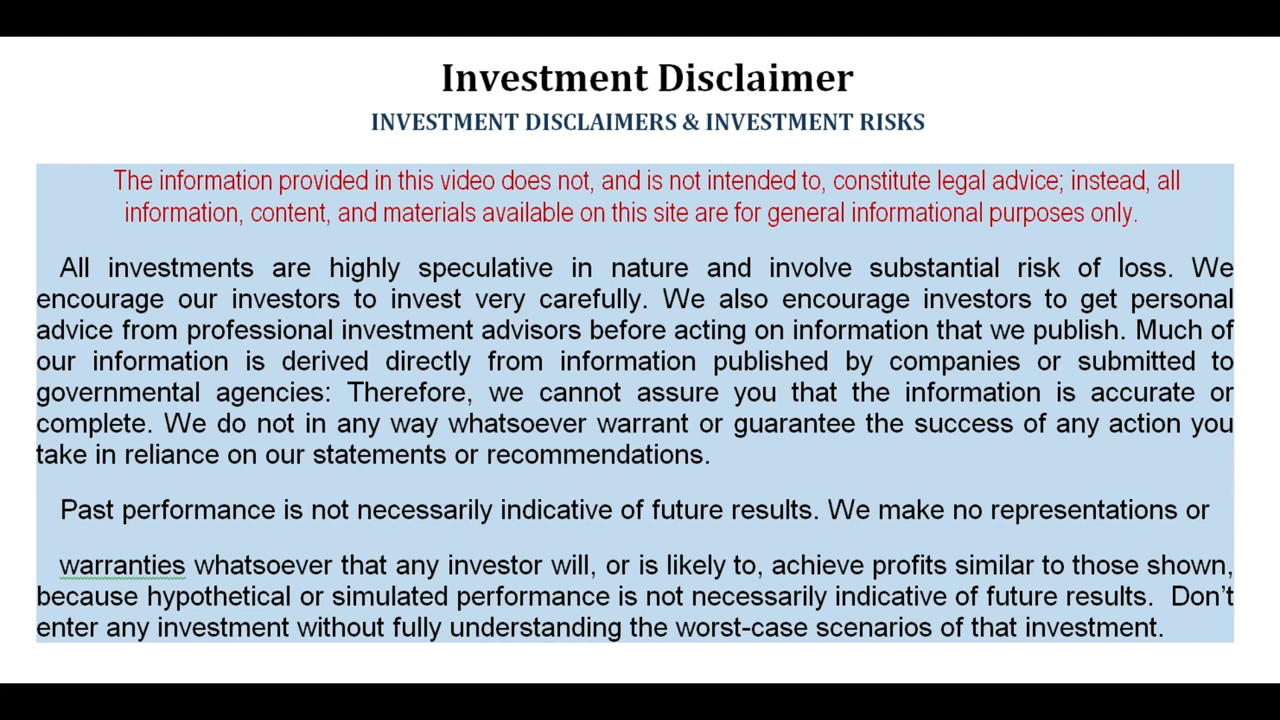 Investment Disclaimer
INVESTMENT DISCLAIMERS & INVESTMENT RISKS
The information provided in this video does not, and is not intended to, constitute legal advice; instead, all
information, content, and materials available on this site are for general informational purposes only.
All investments are highly speculative in nature and involve substantial risk of loss. We
encourage our investors to invest very carefully. We also encourage investors to get personal
advice from professional investment advisors before acting on information that we publish. Much of
our information is derived directly from information published by companies or submitted to
governmental agencies: Therefore, we cannot assure you that the information is accurate or
complete. We do not in any way whatsoever warrant or guarantee the success of any action you
take in reliance on our statements or recommendations.
Past performance is not necessarily indicative of future results. We make no representations or
warranties whatsoever that any investor will, or is likely to, achieve profits similar to those shown,
because hypothetical or simulated performance is not necessarily indicative of future results.  Don’t
enter any investment without fully understanding the worst-case scenarios of that investment.